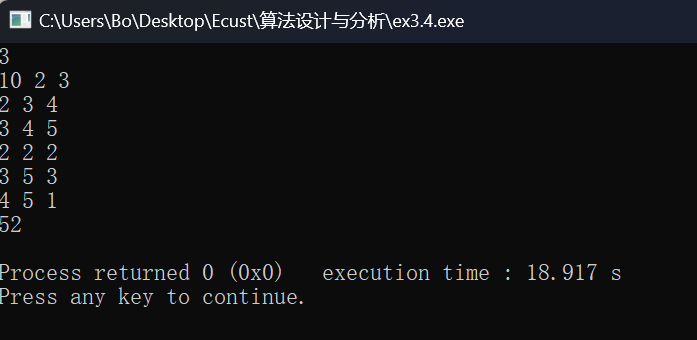 C:\Users\Bo\Desktop\Ecust\算法设计与分析\ex3.4.exe
3
10 2 3
2 3 4
3 4 5
2 2 2
3 5 3
4 5 1
52
Process returned 0 (0x0)   execution time : 18.917 s
Press any key to continue.